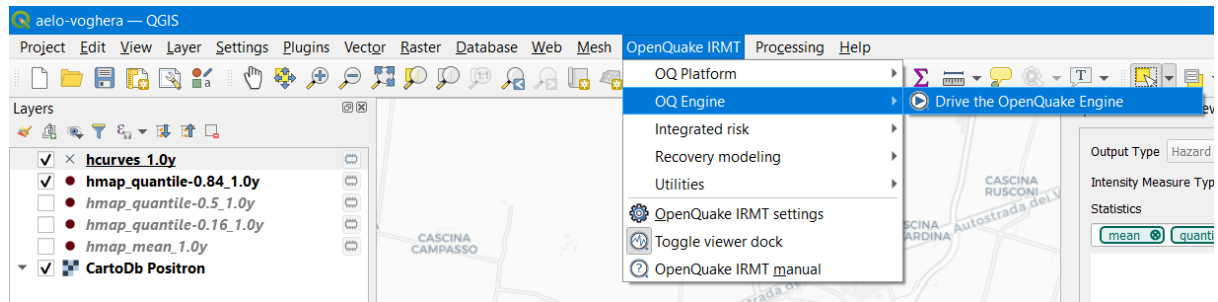 aelo-voghera — QGIS
Project Edit View Layer Settings Plugins Vector Raster Database Web Mesh OpenQuake IRMT Processing Help
Layers
hcurves_1.0y
hmap_quantile-0.84_1.0y
hmap_quantile-0.5_1.0y
hmap_quantile-0.16_1.0y
hmap_mean_1.0y
CartoDb Positron
CASCINA
CAMPASSO
OQ Platform
OQ Engine
Integrated risk
Recovery modeling
Utilities
OpenQuake IRMT settings
Toggle viewer dock
OpenQuake IRMT manual
Drive the OpenQuake Engine
CASCINA
RUSCONI
Autostrada del
Output Type Hazard
Intensity Measure Typ
Statistics
mean quanti